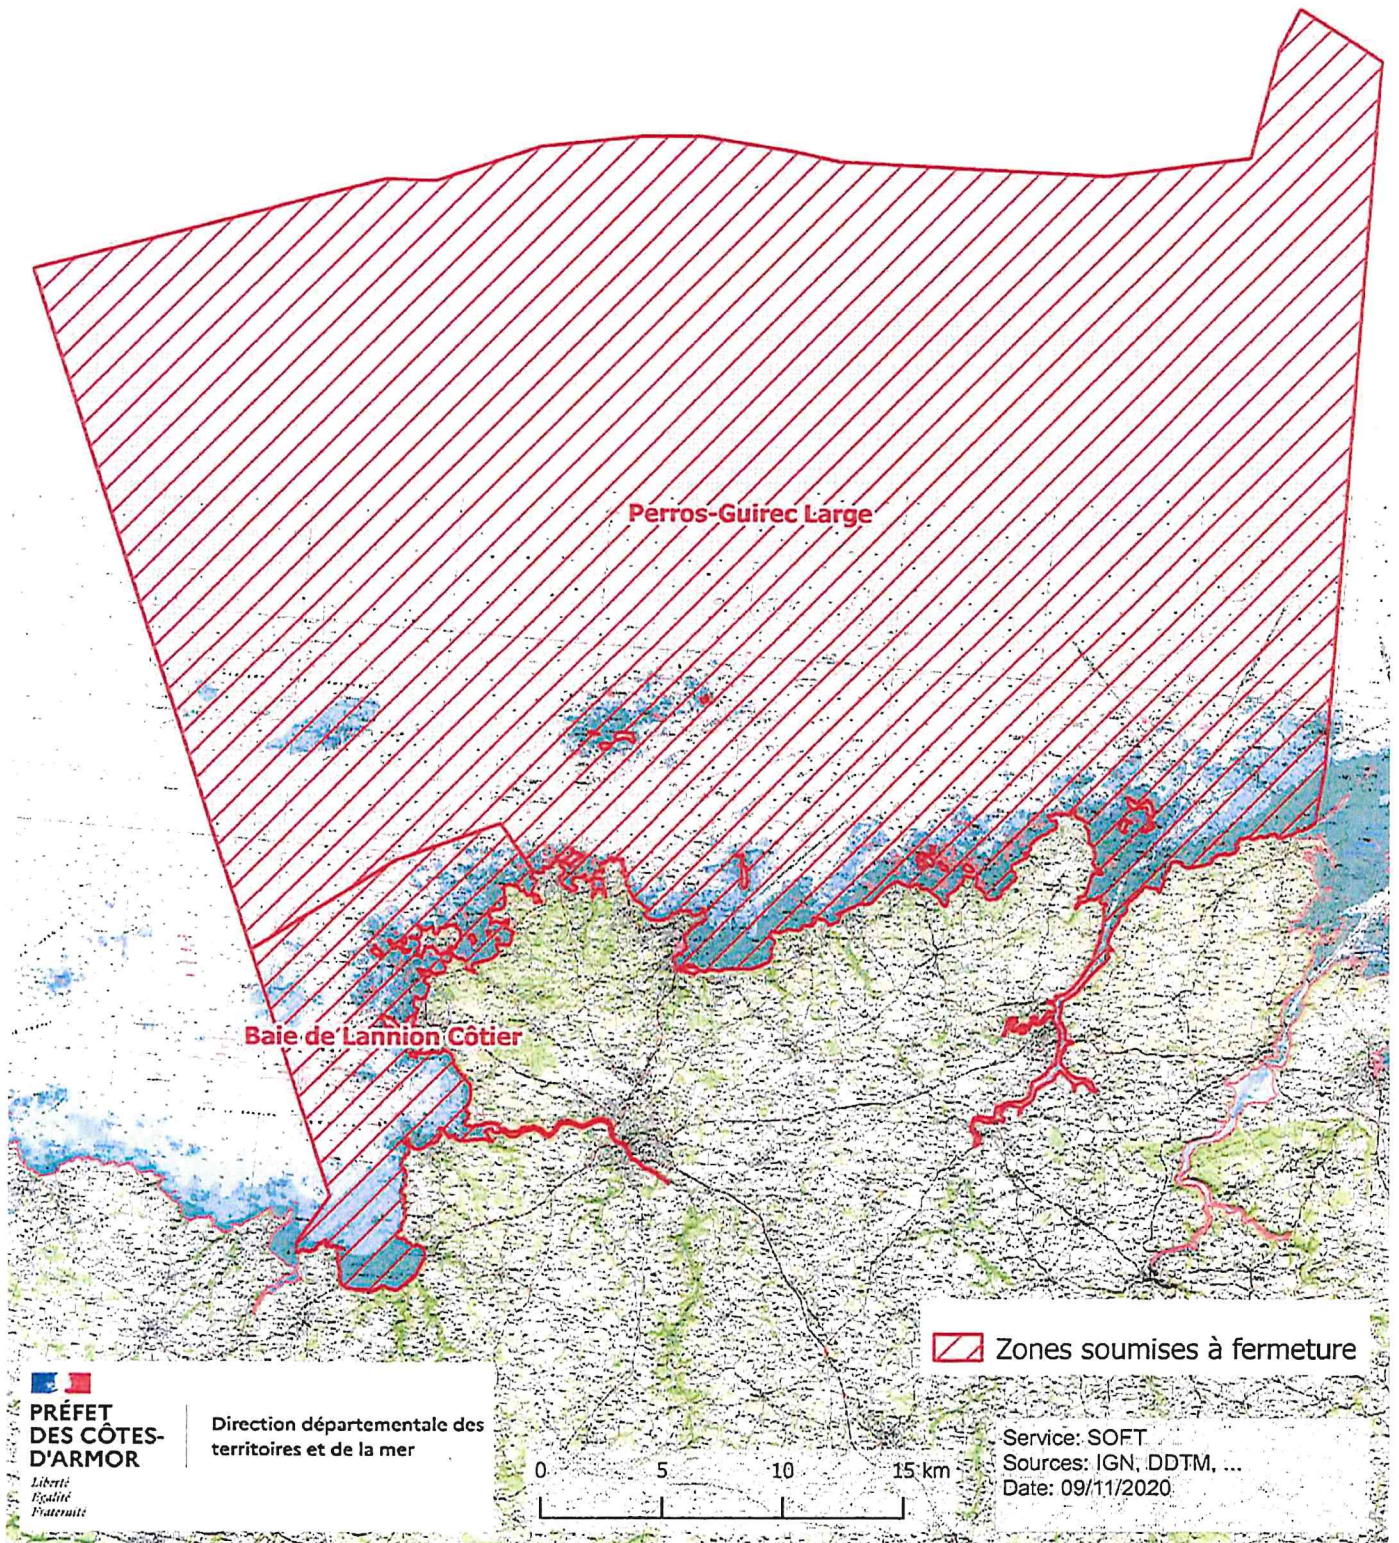 Perros-Guirec Large
Baie de Lannion Côtier
Zones soumises à fermeture
PRÉFET
DES CÔTES-
D'ARMOR
Liberté
Égalité
Fraternité
Direction départementale des
territoires et de la mer
0 5 10 15 km
Service: SOFT
Sources: IGN, DDTM, ...
Date: 09/11/2020